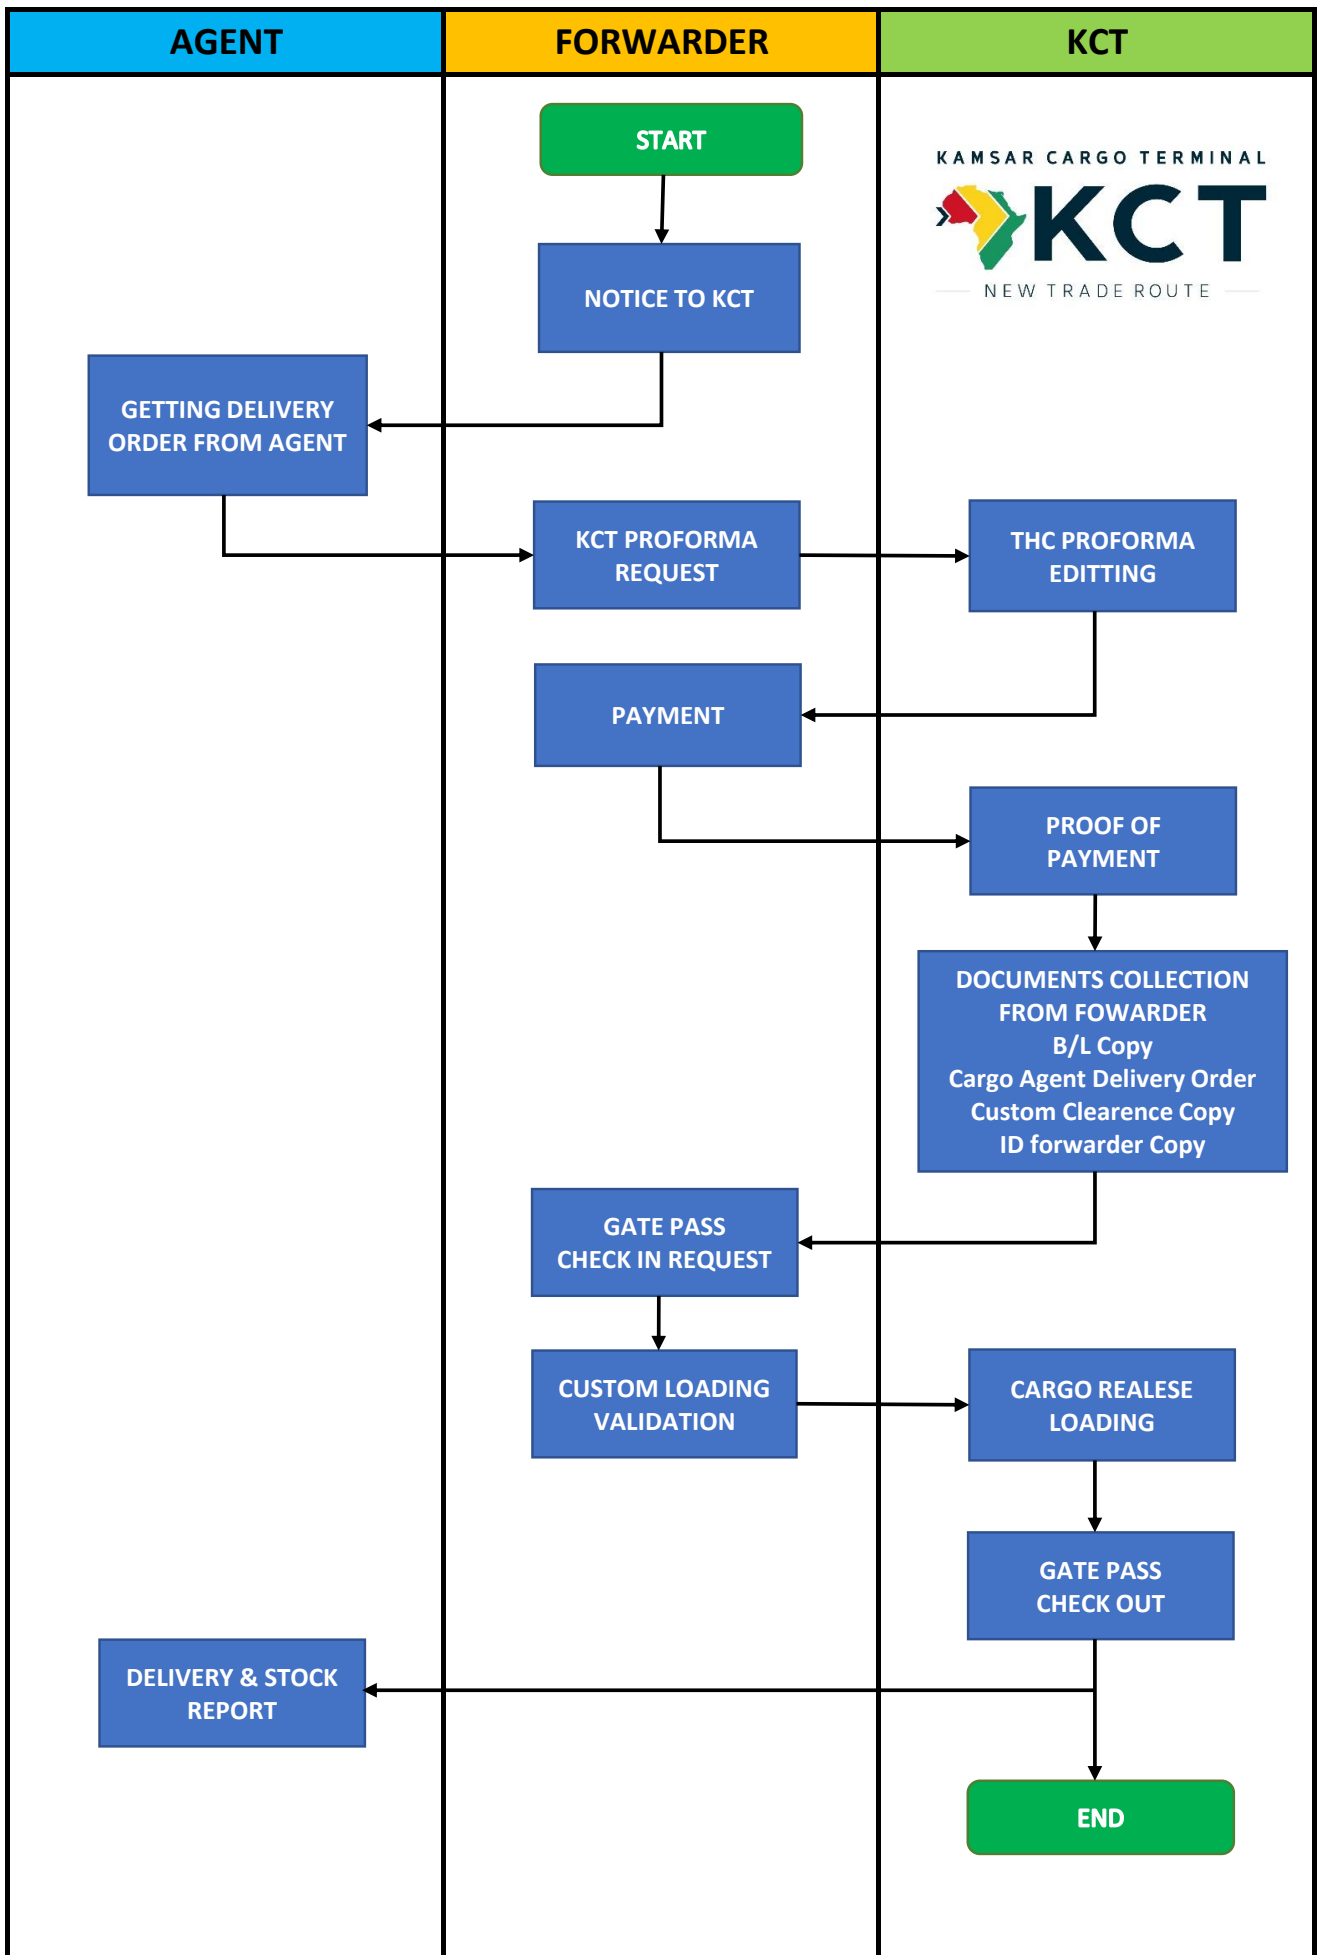 AGENT
FORWARDER
KCT
START
KAMSAR CARGO TERMINAL
KCT
NEW TRADE ROUTE
NOTICE TO KCT
GETTING DELIVERY
ORDER FROM AGENT
KCT PROFORMA
REQUEST
THC PROFORMA
EDITTING
PAYMENT
PROOF OF
PAYMENT
DOCUMENTS COLLECTION
FROM FOWARDER
B/L Copy
Cargo Agent Delivery Order
Custom Clearence Copy
ID forwarder Copy
GATE PASS
CHECK IN REQUEST
CUSTOM LOADING
VALIDATION
CARGO REALESE
LOADING
GATE PASS
CHECK OUT
DELIVERY & STOCK
REPORT
END